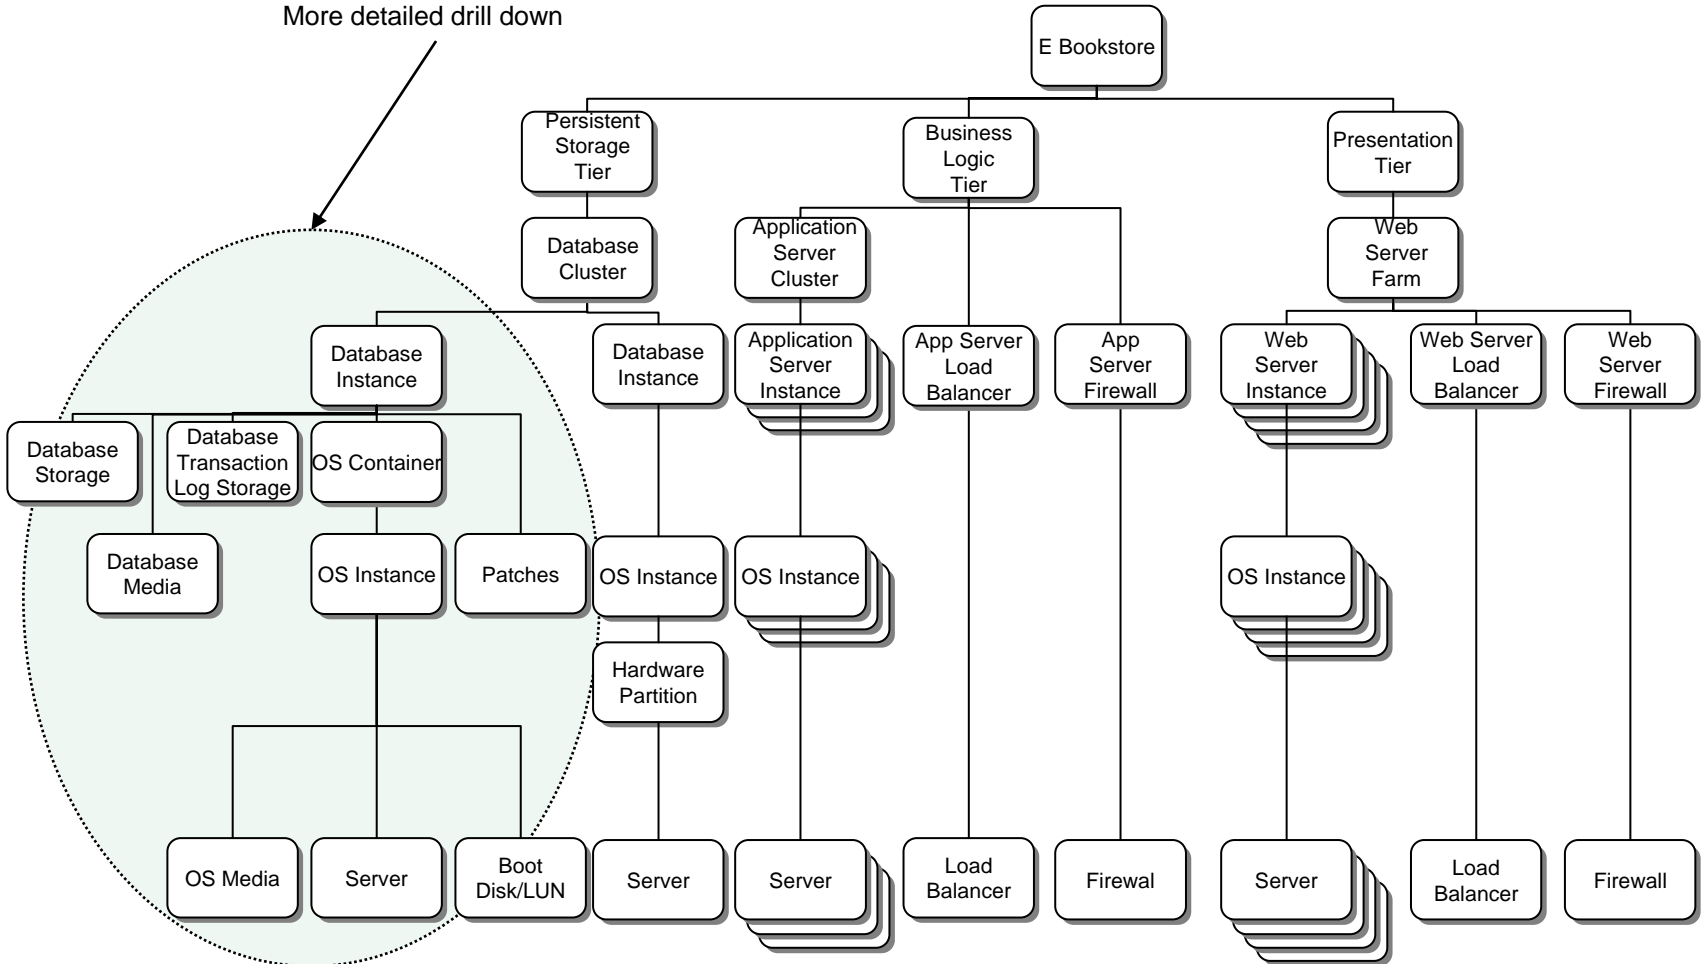 More detailed drill down
E Bookstore
Persistent
Storage
Tier
Business
Logic
Tier
Presentation
Tier
Database
Cluster
Application
Server
Cluster
Web
Server
Farm
Database
Instance
Database
Instance
Application
Server
Instance
App Server
Load
Balancer
App
Server
Firewall
Web
Server
Instance
Web Server
Load
Balancer
Web
Server
Firewall
Database
Storage
Database
Transaction
Log Storage
OS Container
Database
Media
OS Instance
Patches
OS Instance
OS Instance
OS Instance
Hardware
Partition
OS Media
Server
Boot
Disk/LUN
Server
Server
Load
Balancer
Firewal
Server
Load
Balancer
Firewall